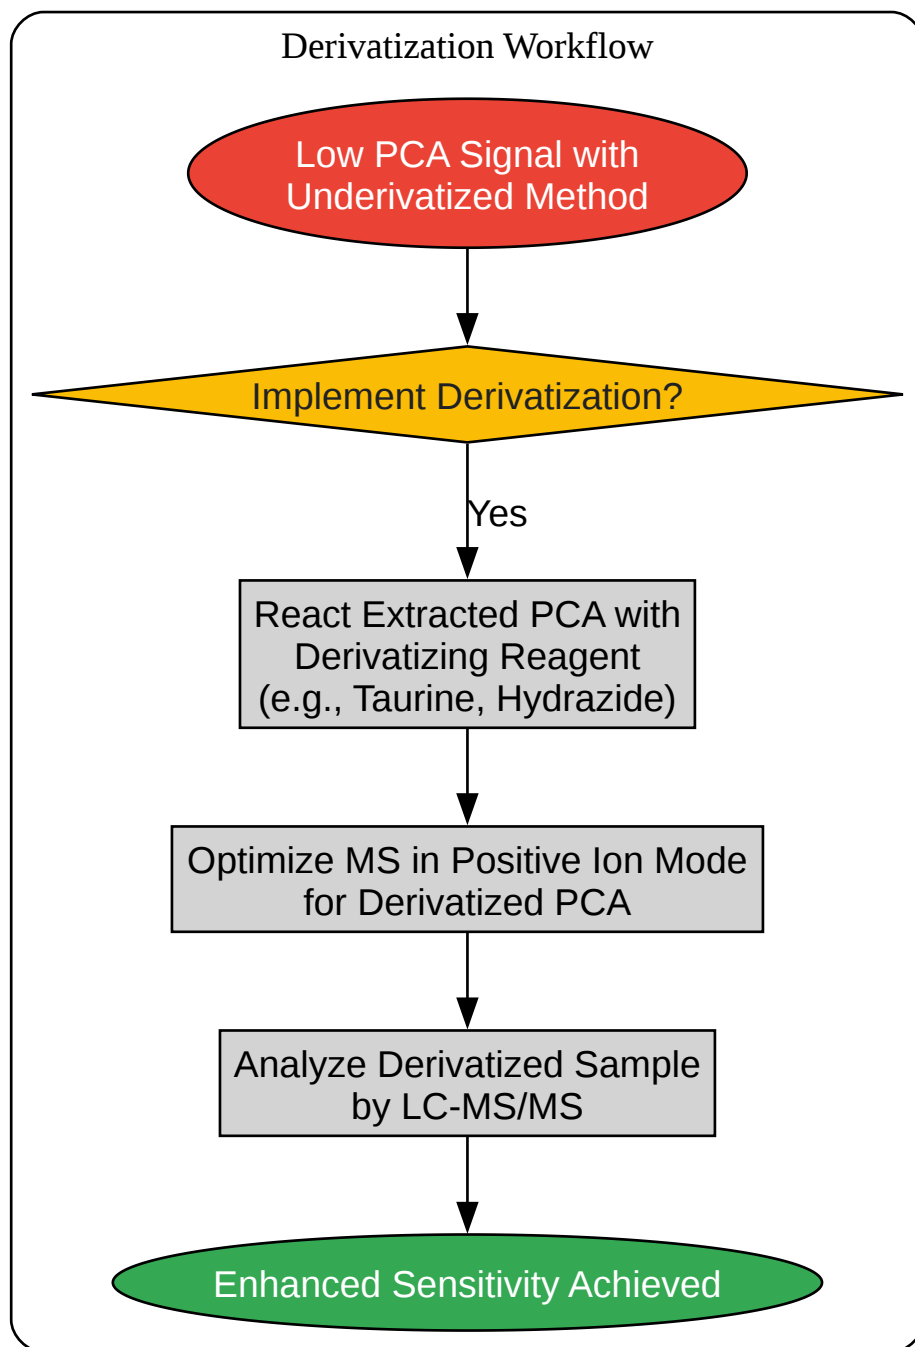 Derivatization Workflow
Low PCA Signal with
Underivatized Method
Implement Derivatization?
Yes
React Extracted PCA with
Derivatizing Reagent
(e.g., Taurine, Hydrazide)
Optimize MS in Positive Ion Mode
for Derivatized PCA
Analyze Derivatized Sample
by LC-MS/MS
Enhanced Sensitivity Achieved